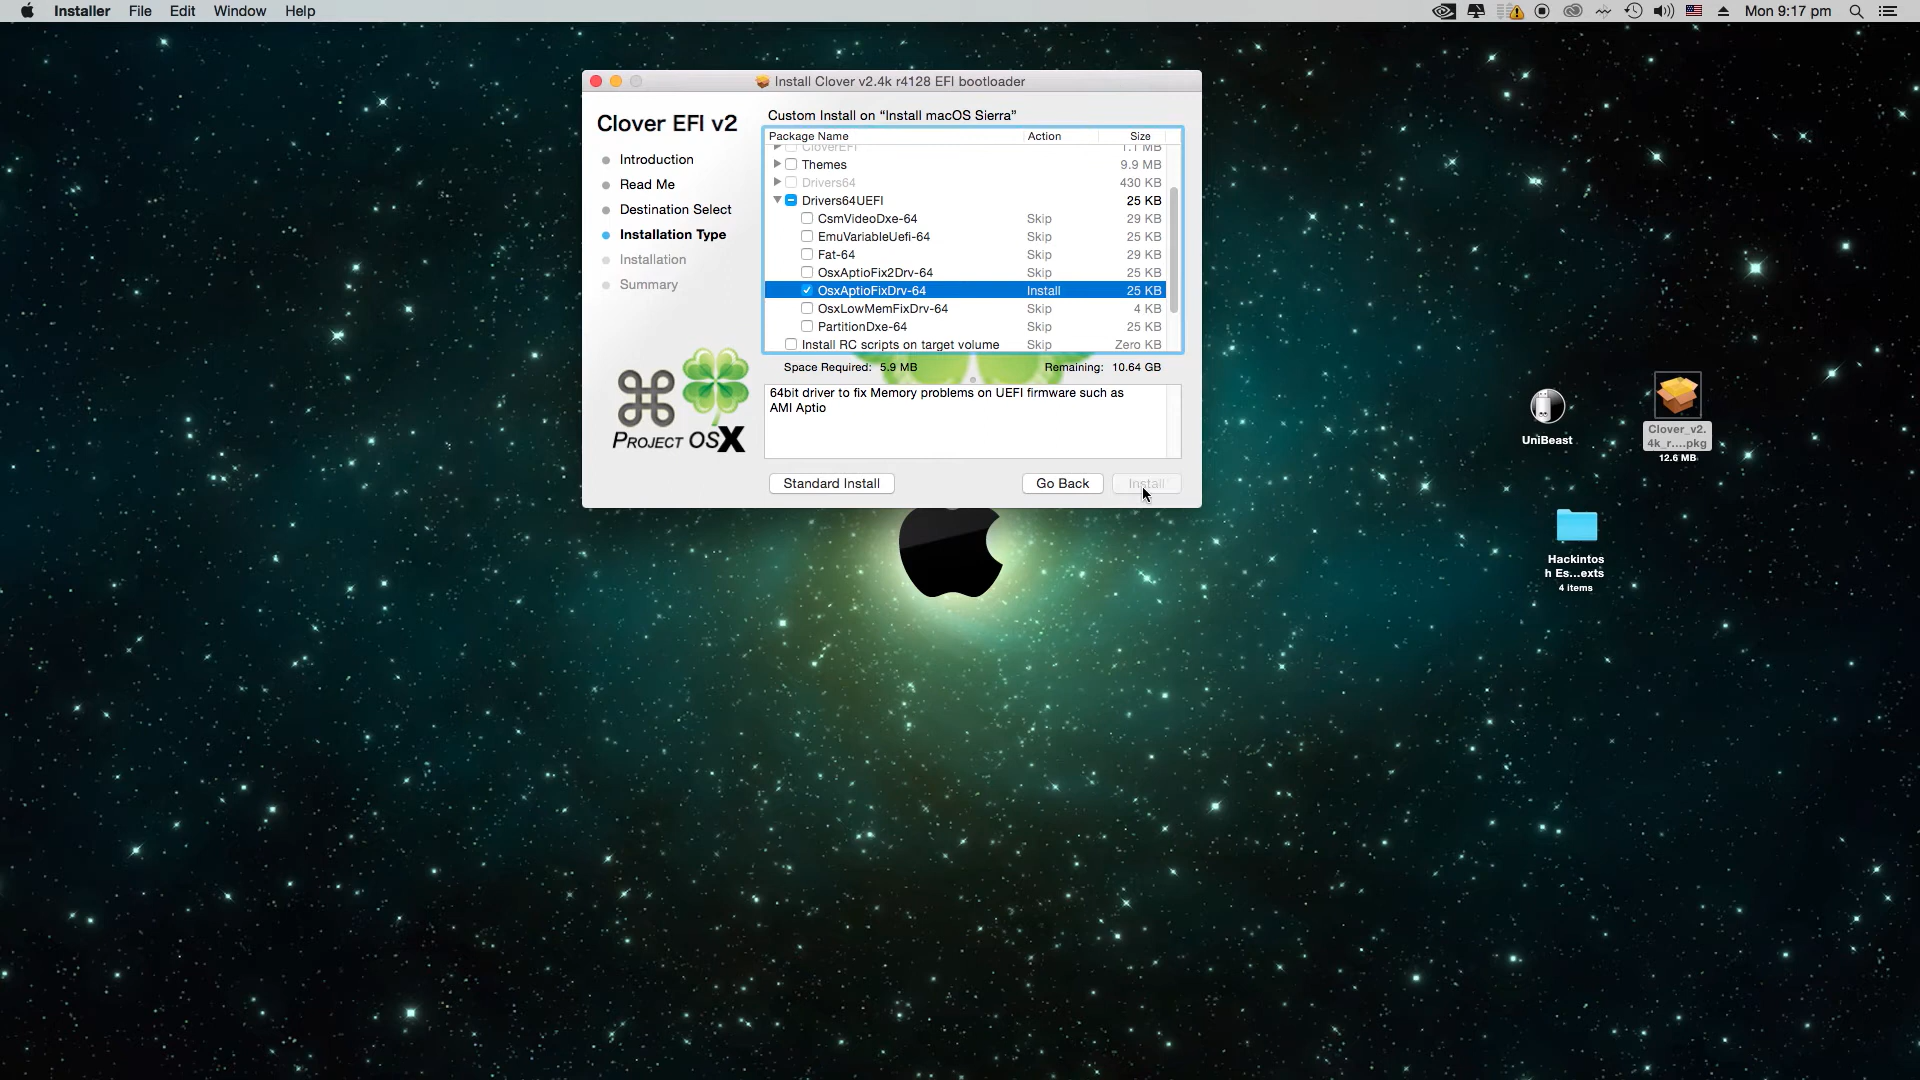 Installer File Edit Window Help Mon 9:17 pm
Install Clover v2.4k r4128 EFI bootloader
Clover EFI v2
Introduction
Read Me
Destination Select
Installation Type
Installation
Summary
PROJECT OSX
Custom Install on “Install macOS Sierra”
Package Name Action Size
CloverEFI 1.1 MB
Themes 9.9 MB
Drivers64 430 KB
Drivers64UEFI 25 KB
CsmVideoDxe-64 Skip 29 KB
EmuVariableUefi-64 Skip 25 KB
Fat-64 Skip 29 KB
OsxAptioFix2Drv-64 Skip 25 KB
OsxAptioFixDrv-64 Install 25 KB
OsxLowMemFixDrv-64 Skip 4 KB
PartitionDxe-64 Skip 25 KB
Install RC scripts on target volume Skip Zero KB
Space Required: 5.9 MB Remaining: 10.64 GB
64bit driver to fix Memory problems on UEFI firmware such as
AMI Aptio
Standard Install Go Back Install
UniBeast
Clover_v2.
4k_r....pkg
12.6 MB
Hackintos
h Es...exts
4 items